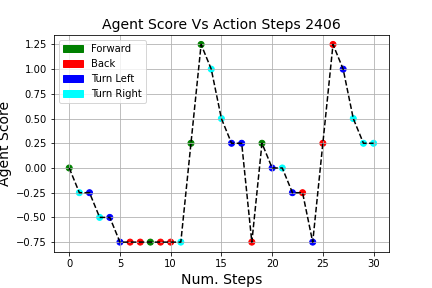 Agent Score Vs Action Steps 2406
Agent Score
1.25
1.00
0.75
0.50
0.25
0.00
−0.25
−0.50
−0.75
Forward
Back
Turn Left
Turn Right
0
5
10
15
20
25
30
Num. Steps